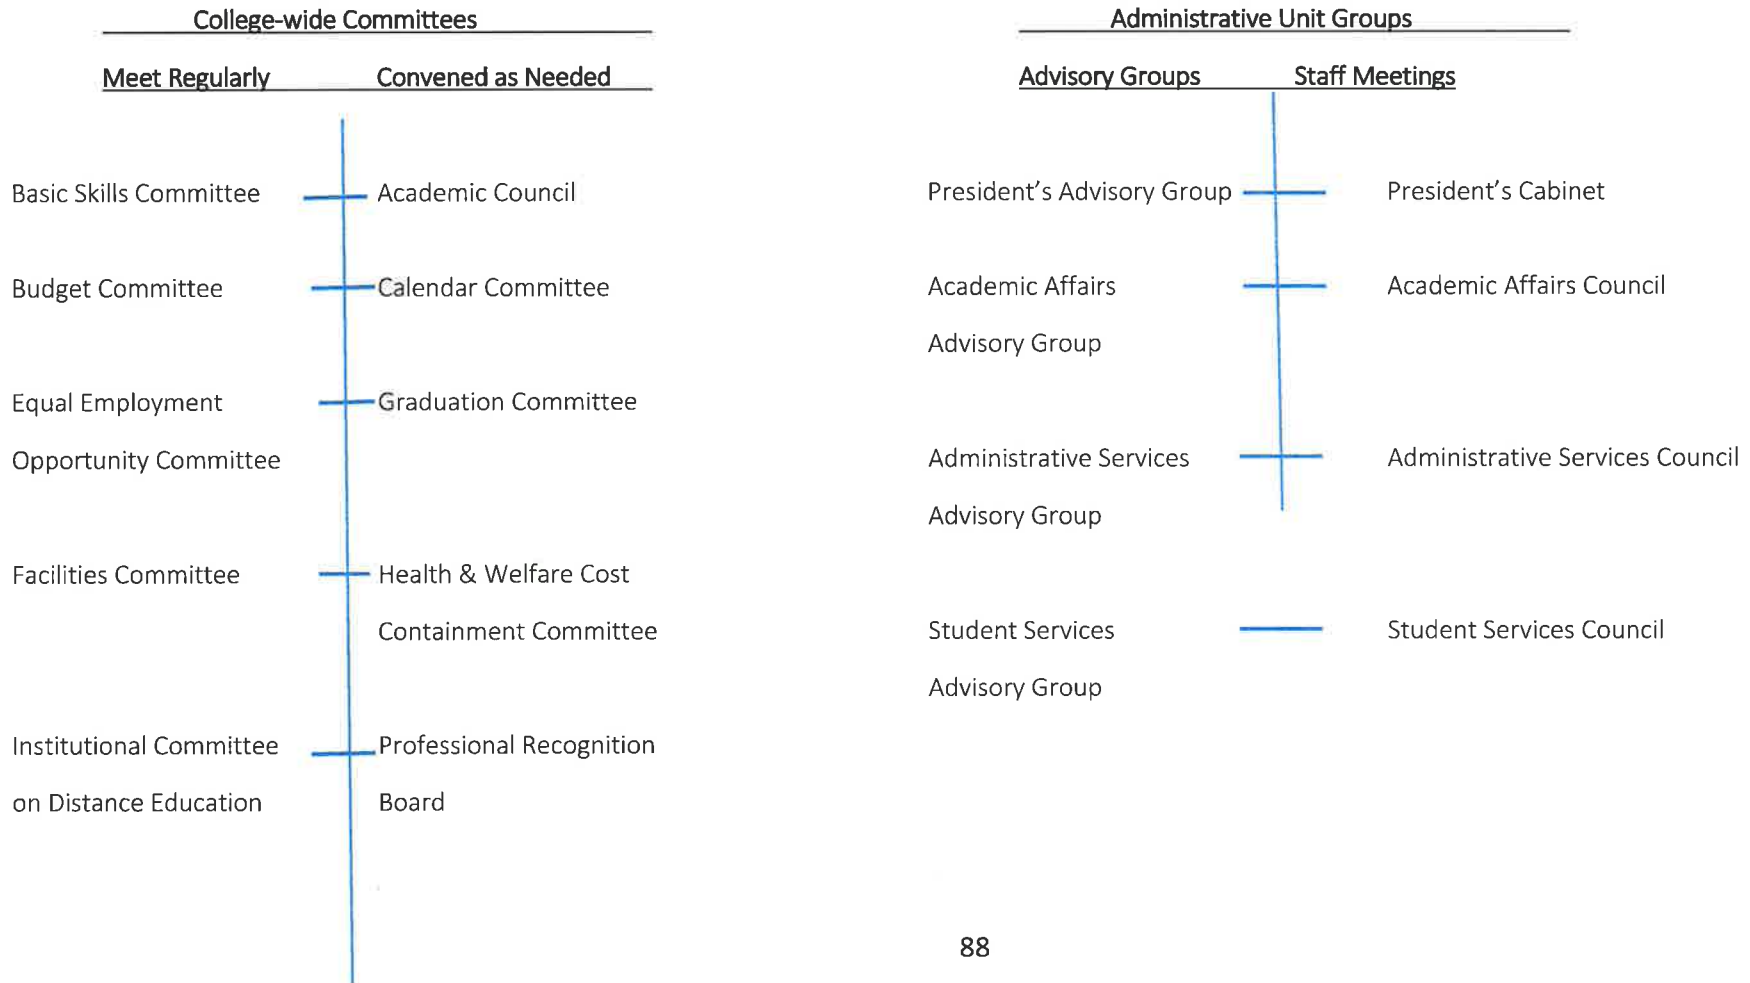 College-wide Committees
Meet Regularly Convened as Needed
Basic Skills Committee Academic Council
Budget Committee Calendar Committee
Equal Employment Graduation Committee
Opportunity Committee
Facilities Committee Health & Welfare Cost
Containment Committee
Institutional Committee Professional Recognition
on Distance Education Board
Administrative Unit Groups
Advisory Groups Staff Meetings
President's Advisory Group President's Cabinet
Academic Affairs Academic Affairs Council
Advisory Group
Administrative Services Administrative Services Council
Advisory Group
Student Services Student Services Council
Advisory Group
88